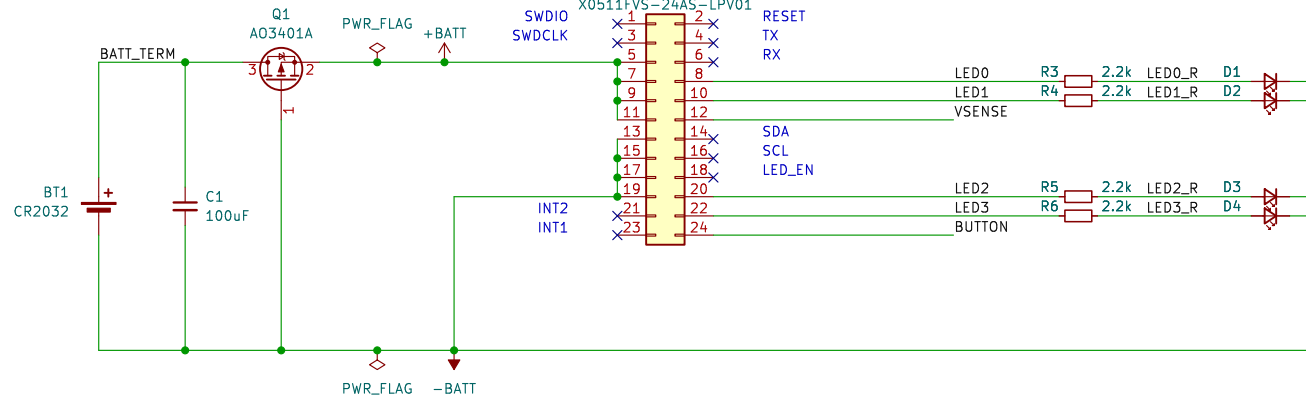 X0511FVS-24AS-LPV01
Q1
AO3401A
PWR_FLAG
+BATT
BATT_TERM
3
2
1
BT1
+
CR2032
C1
100uF
PWR_FLAG
-BATT
SWDIO 1 2 RESET
SWDCLK 3 4 TX
5 6 RX
7 8 LED0 R3 2.2k LED0_R D1
9 10 LED1 R4 2.2k LED1_R D2
11 12 VSENSE
13 14 SDA
15 16 SCL
17 18 LED_EN
19 20 LED2 R5 2.2k LED2_R D3
INT2 21 22 LED3 R6 2.2k LED3_R D4
INT1 23 24 BUTTON